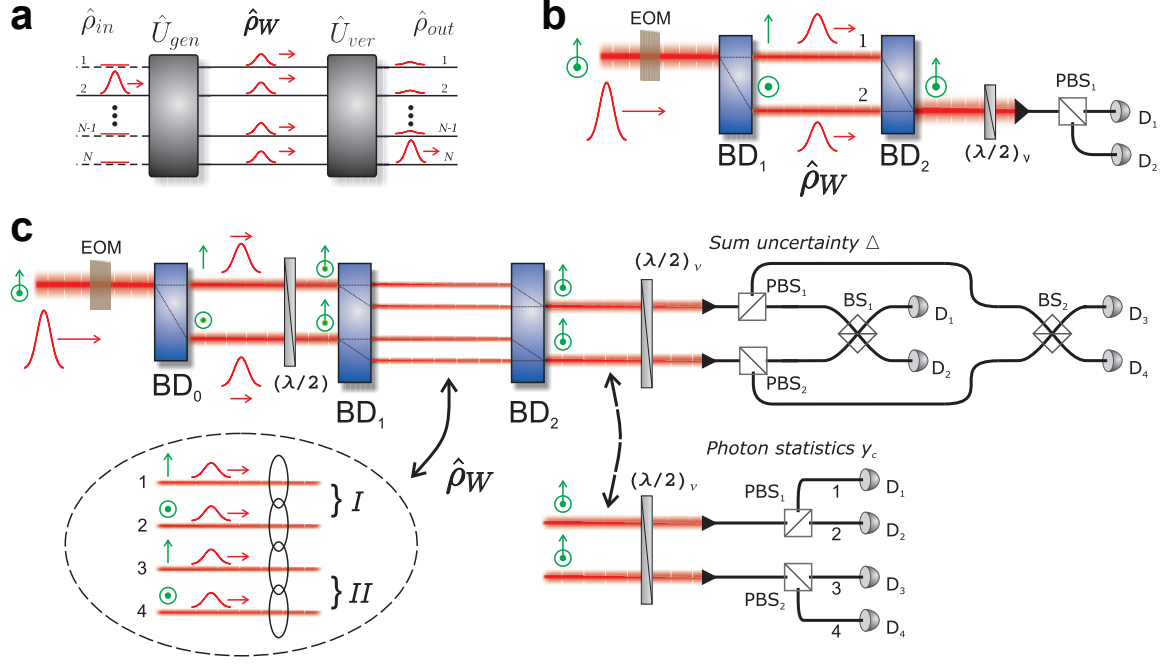 a
ρ̂in
Ûgen
ρ̂W
Ûver
ρ̂out
1
2
N-1
N
1
2
N-1
N
b
EOM
BD1
1
2
ρ̂W
BD2
(λ/2)ν
PBS1
D1
D2
c
EOM
BD0
(λ/2)
BD1
BD2
ρ̂W
(λ/2)ν
Sum uncertainty Δ
PBS1
PBS2
BS1
D1
D2
BS2
D3
D4
1
2
3
4
} I
} II
Photon statistics yc
(λ/2)ν
PBS1
PBS2
1
2
3
4
D1
D2
D3
D4